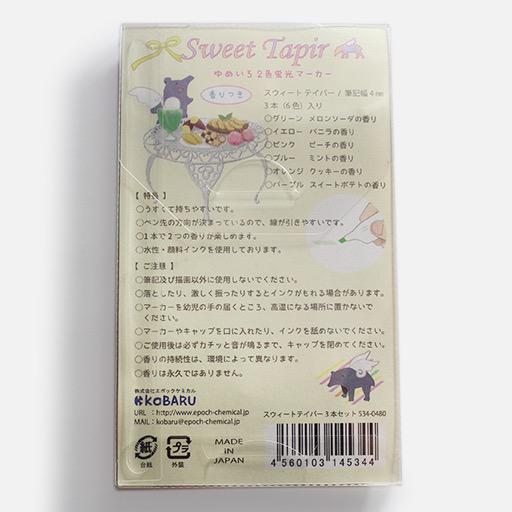 Sweet Tapir
ゆめいろ2色蛍光マーカー
香りつき
スウィートテイパー/筆記幅4㎜
3本(6色)入り
○グリーン メロンソーダの香り
○イエロー バニラの香り
○ピンク ピーチの香り
○ブルー ミントの香り
○オレンジ クッキーの香り
○パープル スイートポテトの香り
【 特長 】
○うすくて持ちやすいです。
○ペン先の方向が決まっているので、線が引きやすいです。
○1本で2つの香りが楽しめます。
○水性・顔料インクを使用しております。
【 ご注意 】
○筆記及び描画以外に使用しないでください。
○落としたり、激しく振ったりするとインクがもれる場合があります。
○マーカーを幼児の手の届くところ、高温になる場所に置かないで
ください。
○マーカーやキャップを口に入れたり、インクを舐めないでください。
○ご使用後は必ずカチッと音が鳴るまで、キャップを閉めてください。
○香りの持続性は、環境によって異なります。
○香りは永久ではありません。
株式会社エポックケミカル
KOBARU
URL : http://www.epoch-chemical.jp
MAIL : kobaru@epoch-chemical.jp
スウィートテイパー3本セット 534-0480
紙
台紙
プラ
外装
MADE IN JAPAN
4 560103 145344